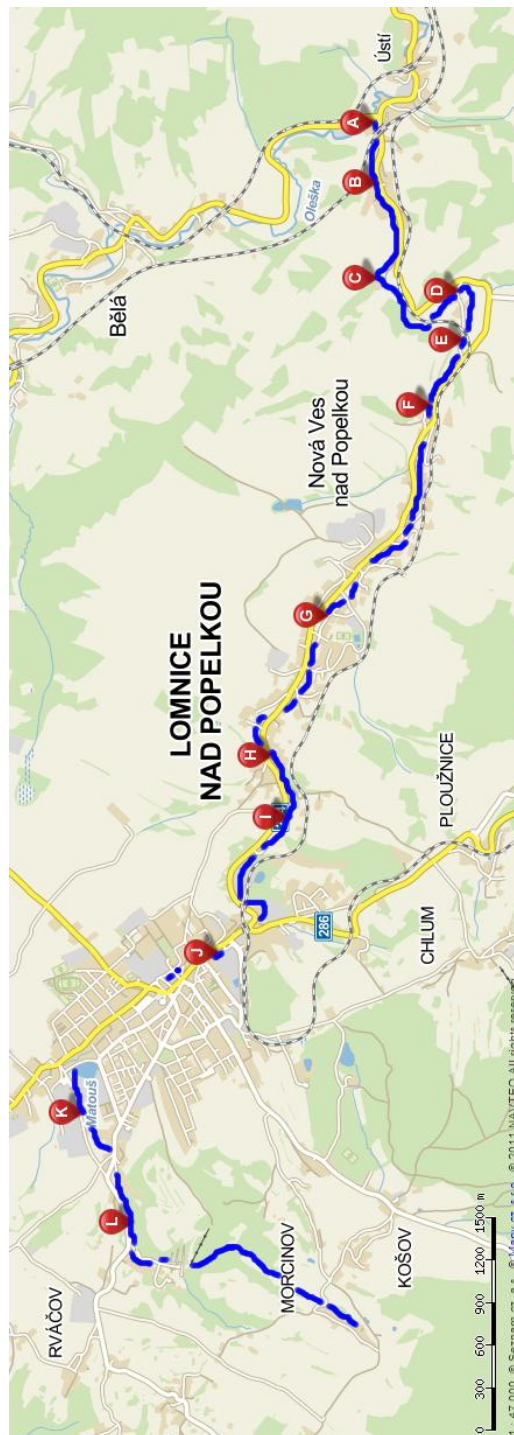 RVÁČOV
K
Matouš
L
Bělá
LOMNICE
NAD POPELKOU
J
H
I
MORCINOV
G
Nová Ves
nad Popelkou
Oleška
286
C
B
A
Ústí
KOŠOV
F
CHLUM
PLOUŽNICE
E
D
0 300 600 900 1200 1500 m